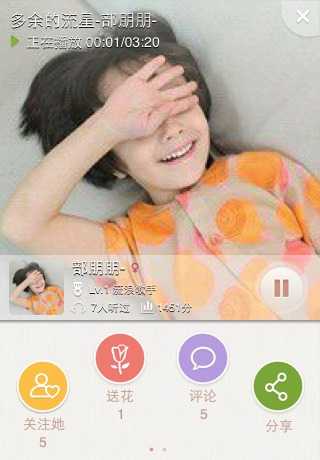 多余的流星-部朋朋-
正在播放 00:01/03:20
部朋朋-
Lv.1 流浪歌手
7人听过 1451分
关注她
5
送花
1
评论
5
分享